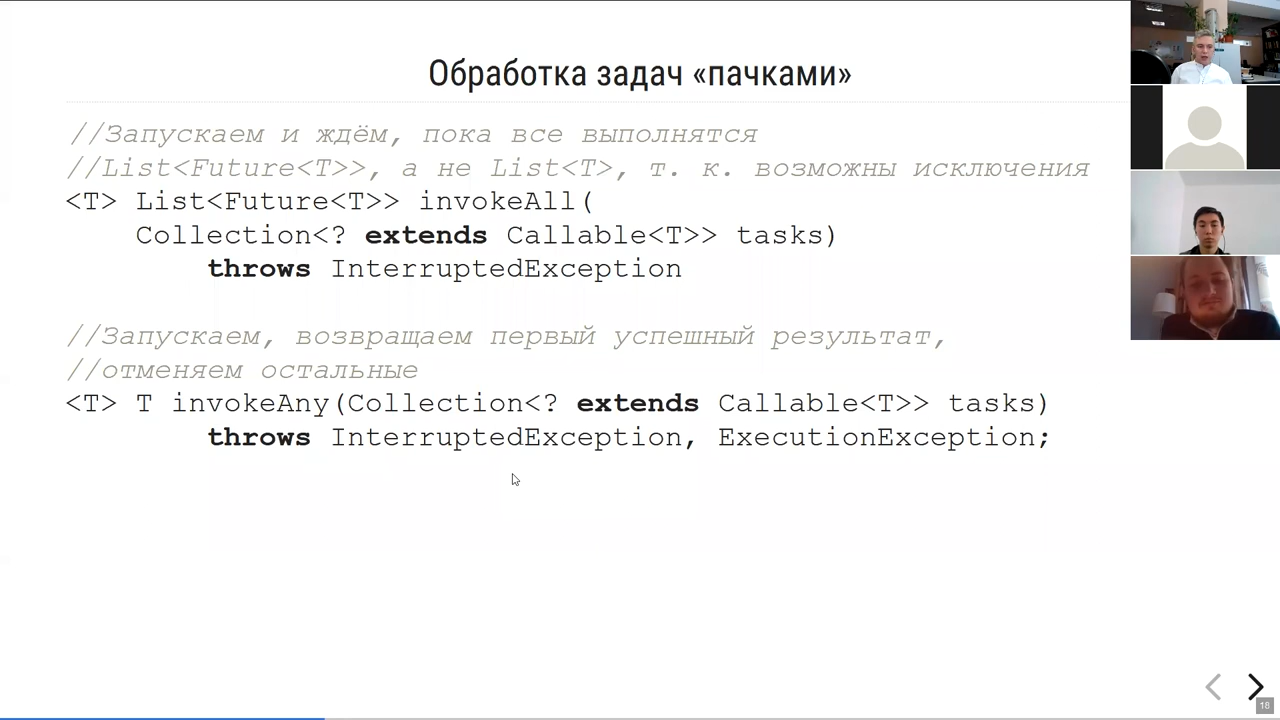 Обработка задач «пачками»
//Запускаем и ждём, пока все выполнятся
//List<Future<T>>, а не List<T>, т. к. возможны исключения
<T> List<Future<T>> invokeAll(
Collection<? extends Callable<T>> tasks)
throws InterruptedException
//Запускаем, возвращаем первый успешный результат,
//отменяем остальные
<T> T invokeAny(Collection<? extends Callable<T>> tasks)
throws InterruptedException, ExecutionException;
18